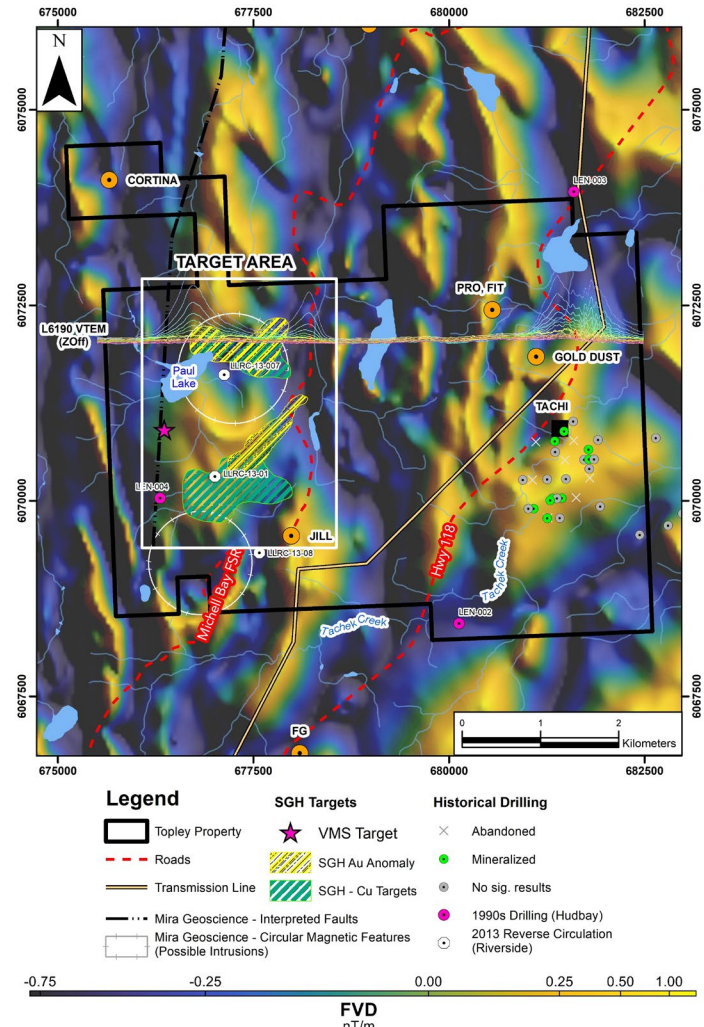 675000
677500
680000
682500
N
6075000
6075000
LEN-003
CORTINA
TARGET AREA
PRO, FIT
6072500
6072500
L6190 VTEM
(ZOff)
GOLD DUST
Paul
Lake
LLRC-13-007
TACHI
LLRC-13-01
LEN-004
6070000
6070000
JILL
LLRC-13-08
Hwy 118
Michell Bay FSR
Tachek Creek
LEN-002
Tachek Creek
6067500
6067500
FG
0
1
2
Kilometers
675000
677500
680000
682500
Legend
Topley Property
Roads
Transmission Line
Mira Geoscience - Interpreted Faults
Mira Geoscience - Circular Magnetic Features
(Possible Intrusions)
SGH Targets
VMS Target
SGH Au Anomaly
SGH - Cu Targets
Historical Drilling
Abandoned
Mineralized
No sig. results
1990s Drilling (Hudbay)
2013 Reverse Circulation
(Riverside)
-0.75
-0.25
0.00
0.25
0.50
1.00
FVD
nT/m